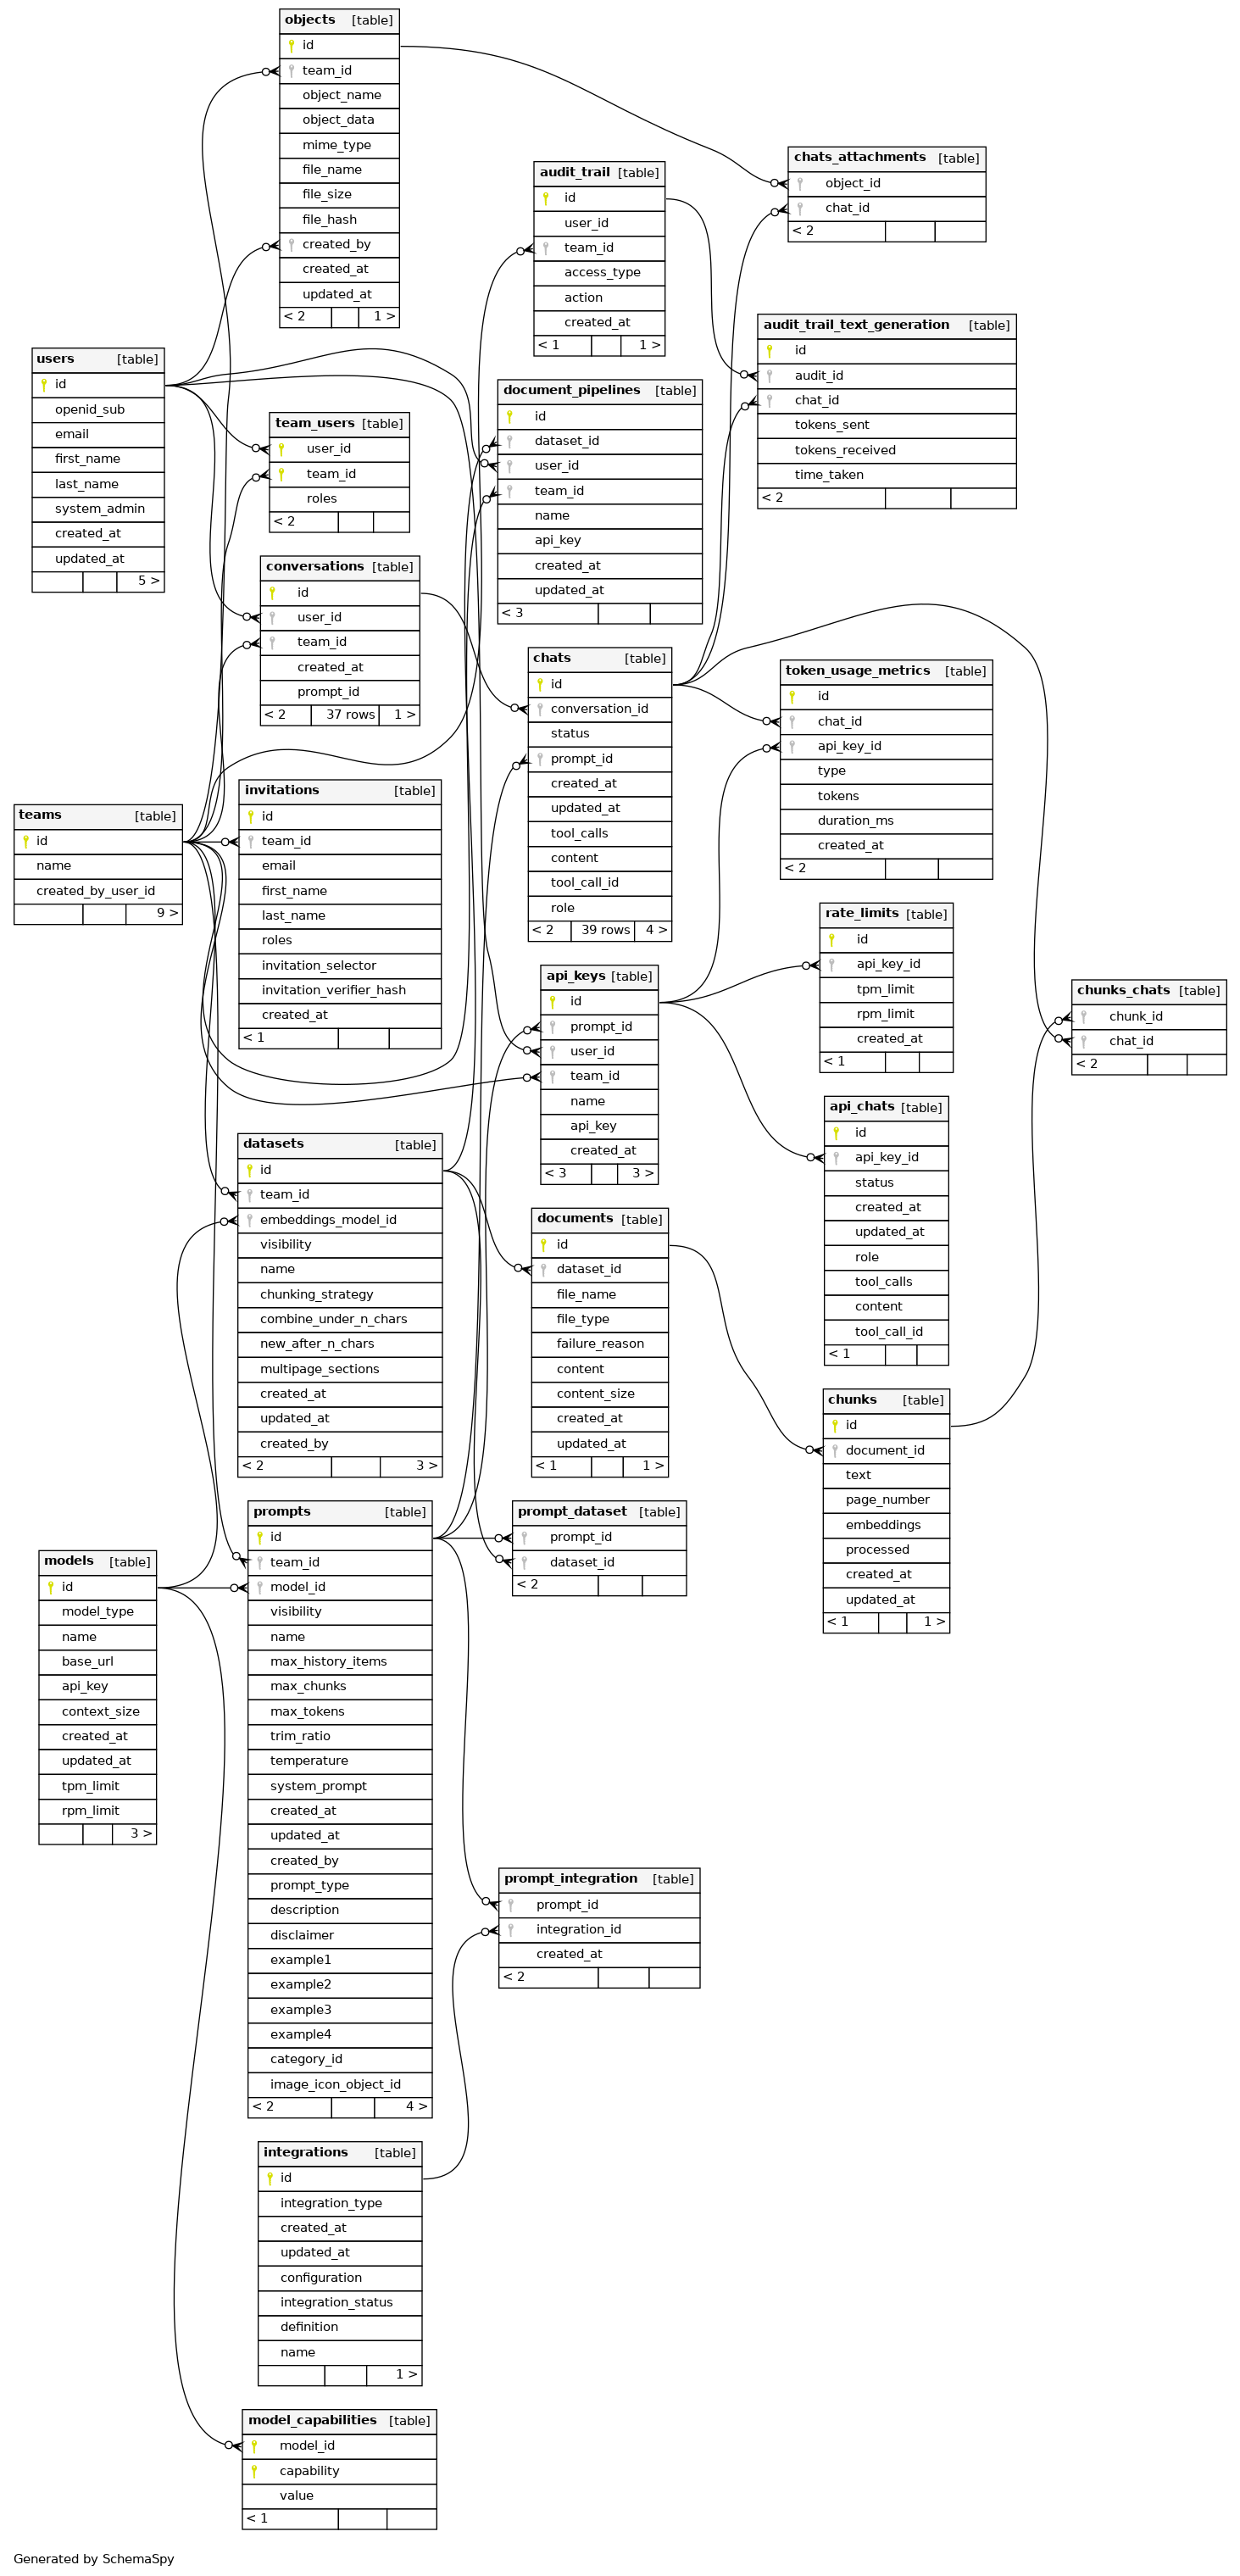 objects [table]
id
team_id
object_name
object_data
mime_type
file_name
file_size
file_hash
created_by
created_at
updated_at
< 2 1 >
chats_attachments [table]
object_id
chat_id
< 2
audit_trail [table]
id
user_id
team_id
access_type
action
created_at
< 1 1 >
audit_trail_text_generation [table]
id
audit_id
chat_id
tokens_sent
tokens_received
time_taken
< 2
users [table]
id
openid_sub
email
first_name
last_name
system_admin
created_at
updated_at
5 >
document_pipelines [table]
id
dataset_id
user_id
team_id
name
api_key
created_at
updated_at
< 3
team_users [table]
user_id
team_id
roles
< 2
conversations [table]
id
user_id
team_id
created_at
prompt_id
< 2 37 rows 1 >
chats [table]
id
conversation_id
status
prompt_id
created_at
updated_at
tool_calls
content
tool_call_id
role
< 2 39 rows 4 >
token_usage_metrics [table]
id
chat_id
api_key_id
type
tokens
duration_ms
created_at
< 2
teams [table]
id
name
created_by_user_id
9 >
invitations [table]
id
team_id
email
first_name
last_name
roles
invitation_selector
invitation_verifier_hash
created_at
< 1
rate_limits [table]
id
api_key_id
tpm_limit
rpm_limit
created_at
< 1
api_keys [table]
id
prompt_id
user_id
team_id
name
api_key
created_at
< 3 3 >
chunks_chats [table]
chunk_id
chat_id
< 2
api_chats [table]
id
api_key_id
status
created_at
updated_at
role
tool_calls
content
tool_call_id
< 1
datasets [table]
id
team_id
embeddings_model_id
visibility
name
chunking_strategy
combine_under_n_chars
new_after_n_chars
multipage_sections
created_at
updated_at
created_by
< 2 3 >
documents [table]
id
dataset_id
file_name
file_type
failure_reason
content
content_size
created_at
updated_at
< 1 1 >
chunks [table]
id
document_id
text
page_number
embeddings
processed
created_at
updated_at
< 1 1 >
prompts [table]
id
team_id
model_id
visibility
name
max_history_items
max_chunks
max_tokens
trim_ratio
temperature
system_prompt
created_at
updated_at
created_by
prompt_type
description
disclaimer
example1
example2
example3
example4
category_id
image_icon_object_id
< 2 4 >
prompt_dataset [table]
prompt_id
dataset_id
< 2
models [table]
id
model_type
name
base_url
api_key
context_size
created_at
updated_at
tpm_limit
rpm_limit
3 >
prompt_integration [table]
prompt_id
integration_id
created_at
< 2
integrations [table]
id
integration_type
created_at
updated_at
configuration
integration_status
definition
name
1 >
model_capabilities [table]
model_id
capability
value
< 1
Generated by SchemaSpy